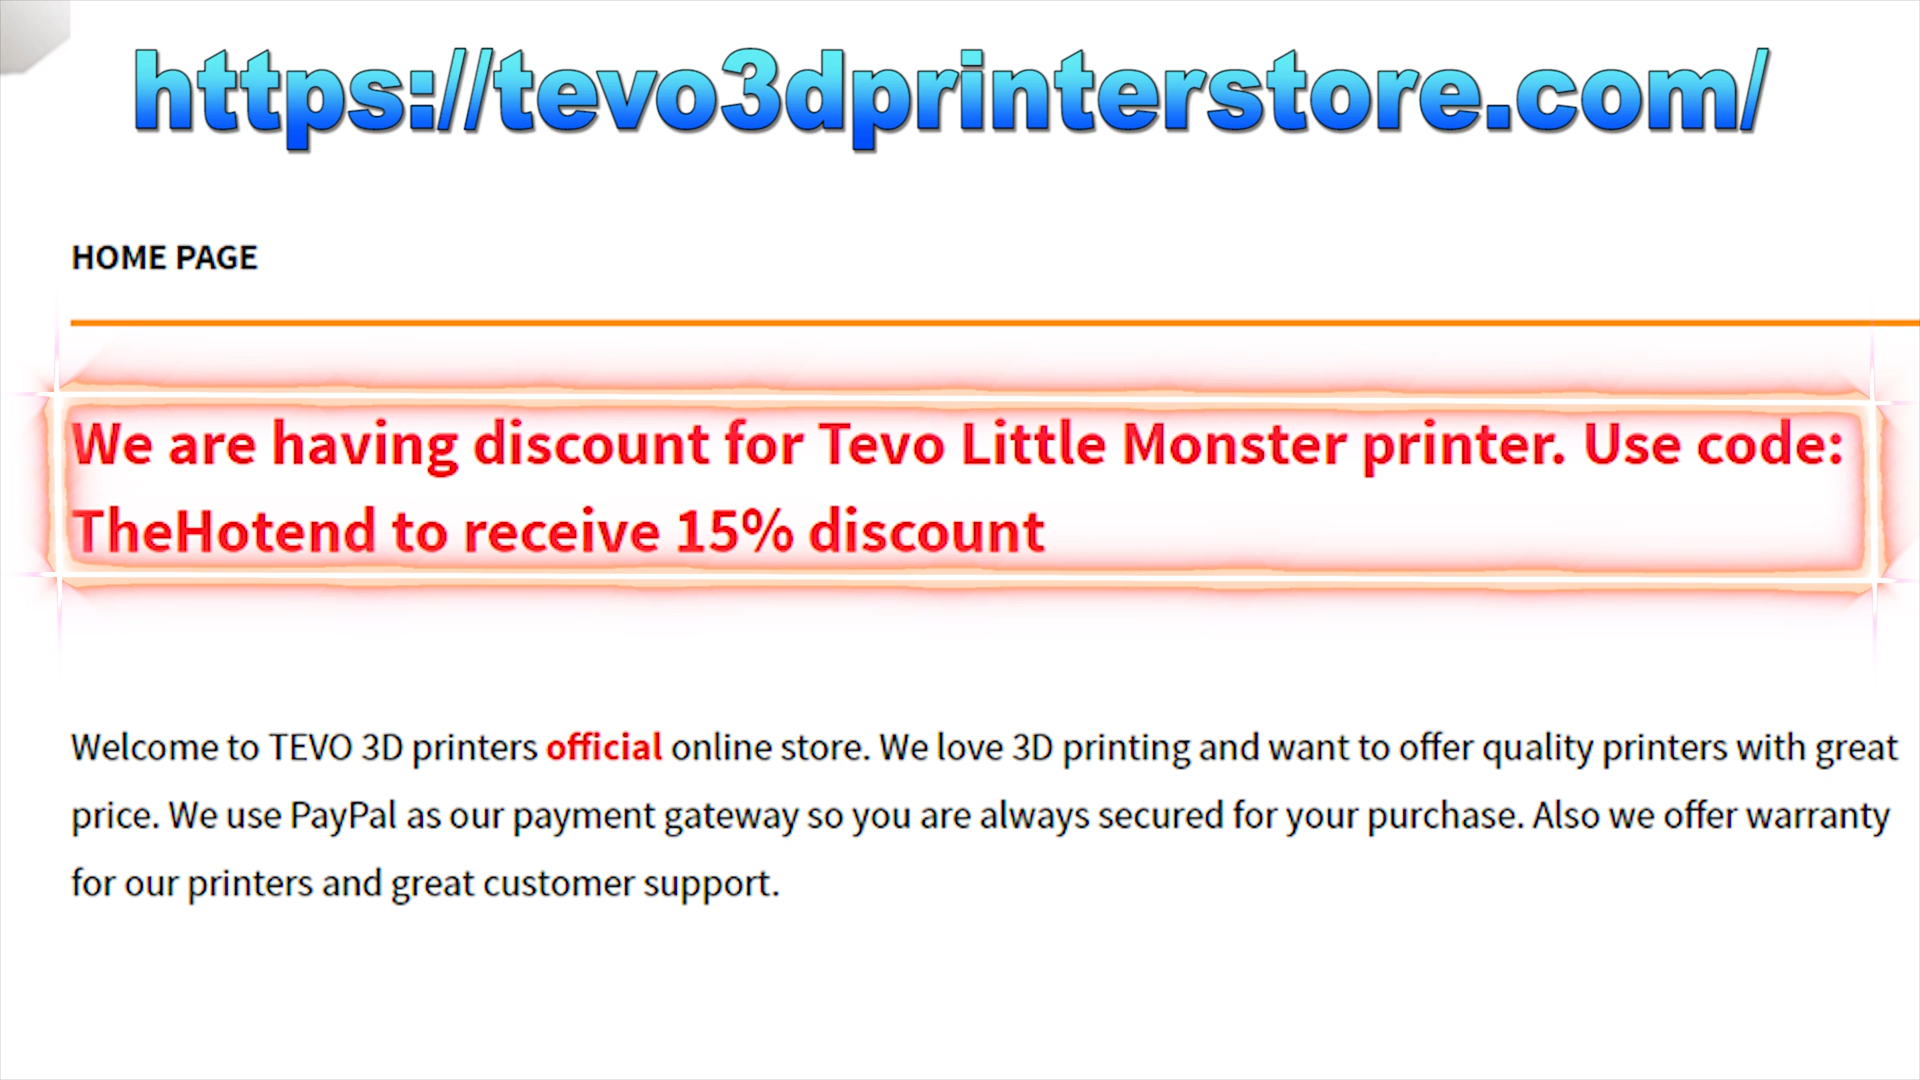 https://tevo3dprinterstore.com/
HOME PAGE
We are having discount for Tevo Little Monster printer. Use code:
TheHotend to receive 15% discount
Welcome to TEVO 3D printers official online store. We love 3D printing and want to offer quality printers with great
price. We use PayPal as our payment gateway so you are always secured for your purchase. Also we offer warranty
for our printers and great customer support.